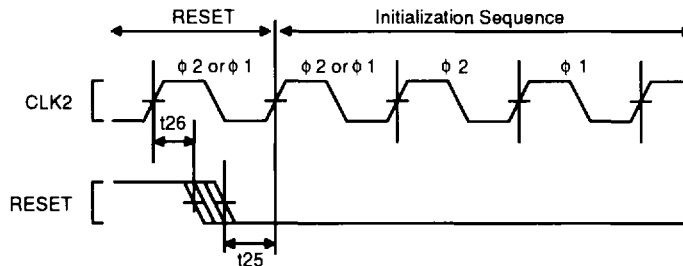 RESET Initialization Sequence
ϕ 2 or ϕ 1 ϕ 2 or ϕ 1 ϕ 2 ϕ 1
CLK2
t26
RESET
t25